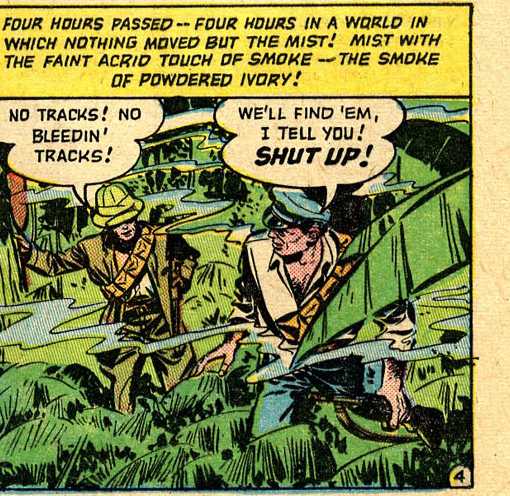 FOUR HOURS PASSED -- FOUR HOURS IN A WORLD IN
WHICH NOTHING MOVED BUT THE MIST! MIST WITH
THE FAINT ACRID TOUCH OF SMOKE -- THE SMOKE
OF POWDERED IVORY!
NO TRACKS! NO
BLEEDIN'
TRACKS!
WE'LL FIND 'EM,
I TELL YOU!
SHUT UP!
4